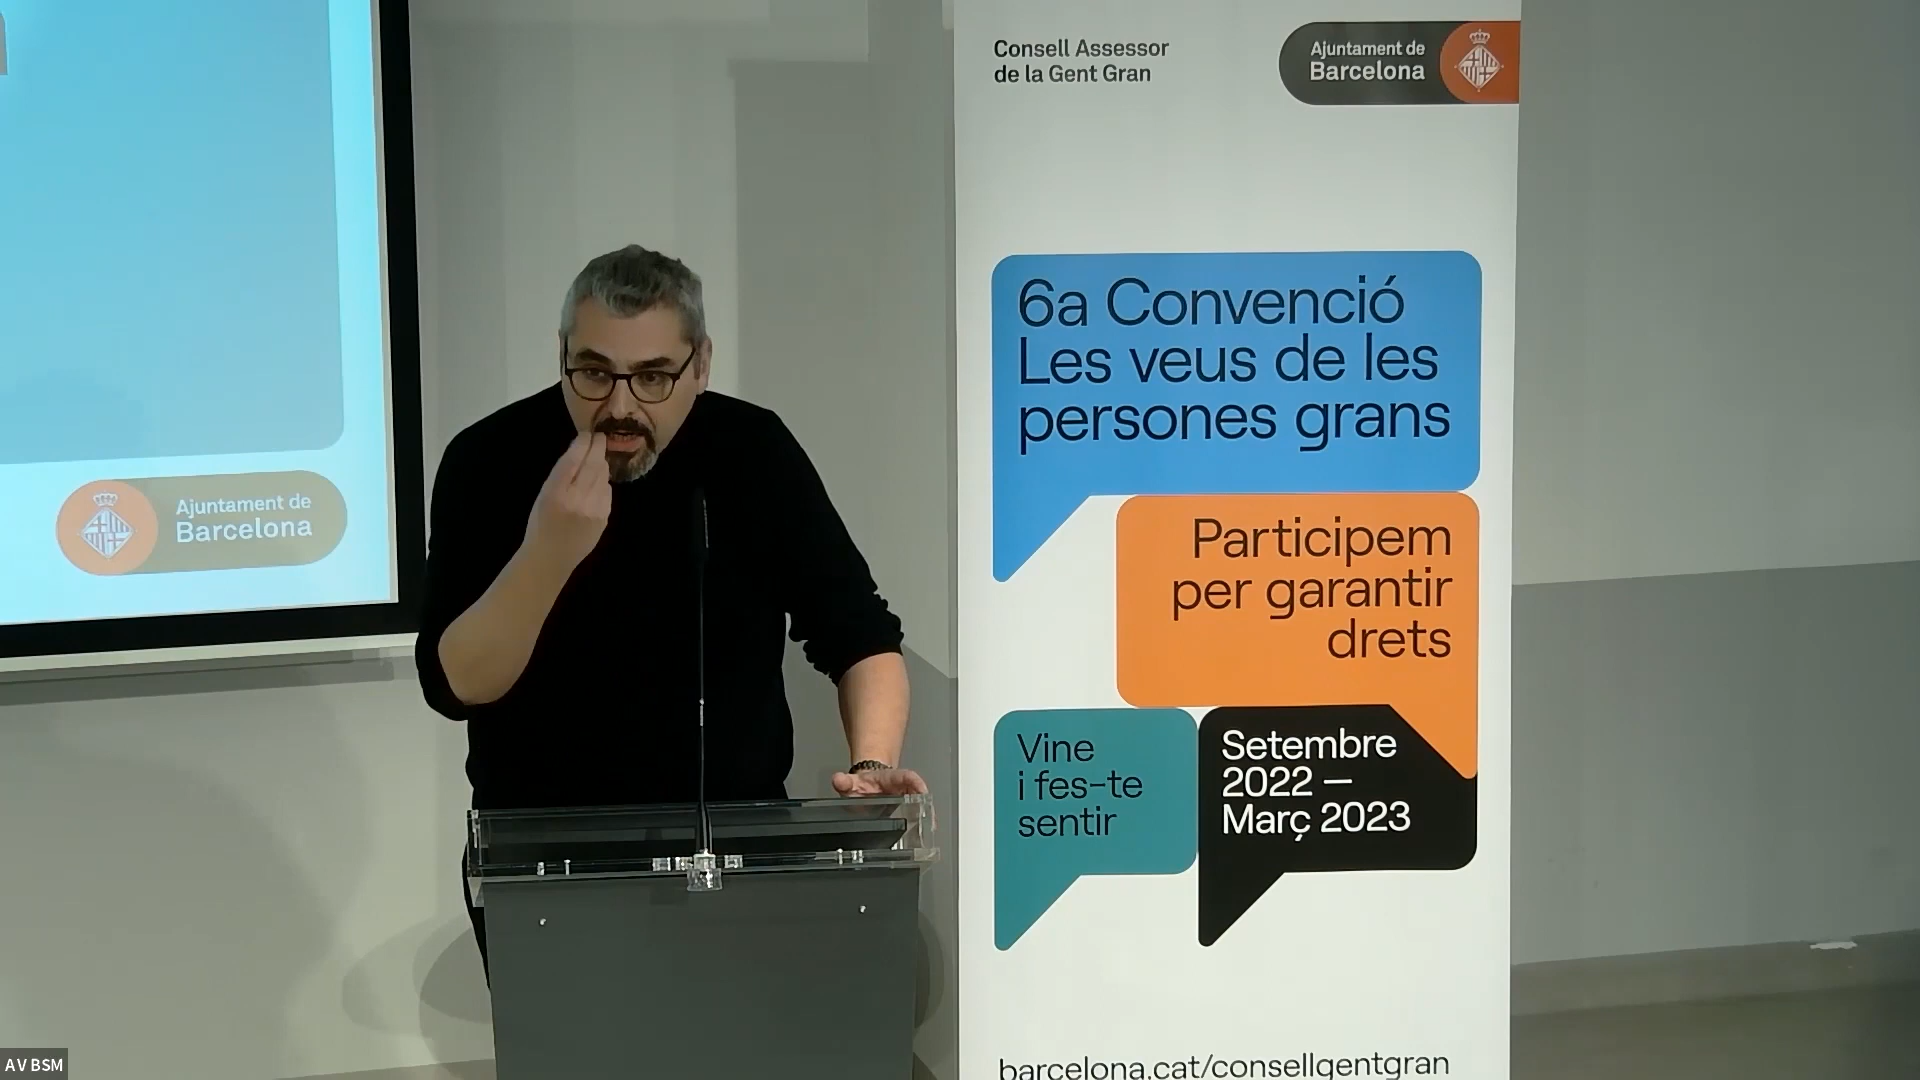 Ajuntament de
Barcelona
Consell Assessor
de la Gent Gran
Ajuntament de
Barcelona
6a Convenció
Les veus de les
persones grans
Participem
per garantir
drets
Vine
i fes-te
sentir
Setembre
2022 —
Març 2023
barcelona.cat/consellgentgran
AV BSM